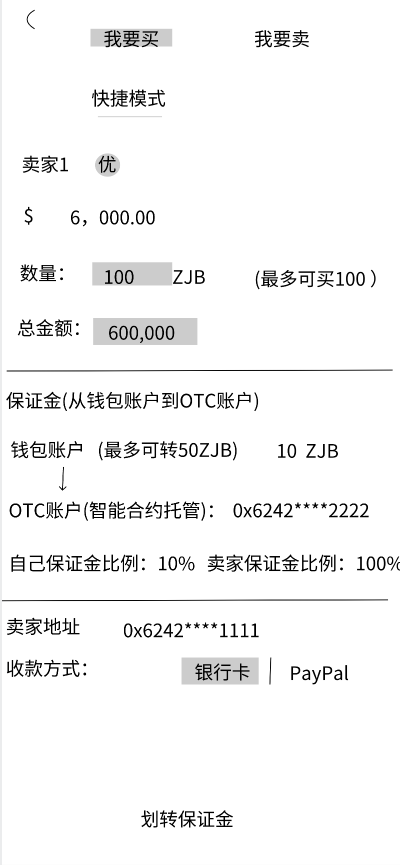 我要买 我要卖
快捷模式
卖家1 优
$ 6，000.00
数量： 100 ZJB (最多可买100 ）
总金额： 600,000
保证金(从钱包账户到OTC账户)
钱包账户 (最多可转50ZJB) 10 ZJB
OTC账户(智能合约托管)： 0x6242****2222
自己保证金比例：10% 卖家保证金比例：100%
卖家地址 0x6242****1111
收款方式： 银行卡 | PayPal
划转保证金